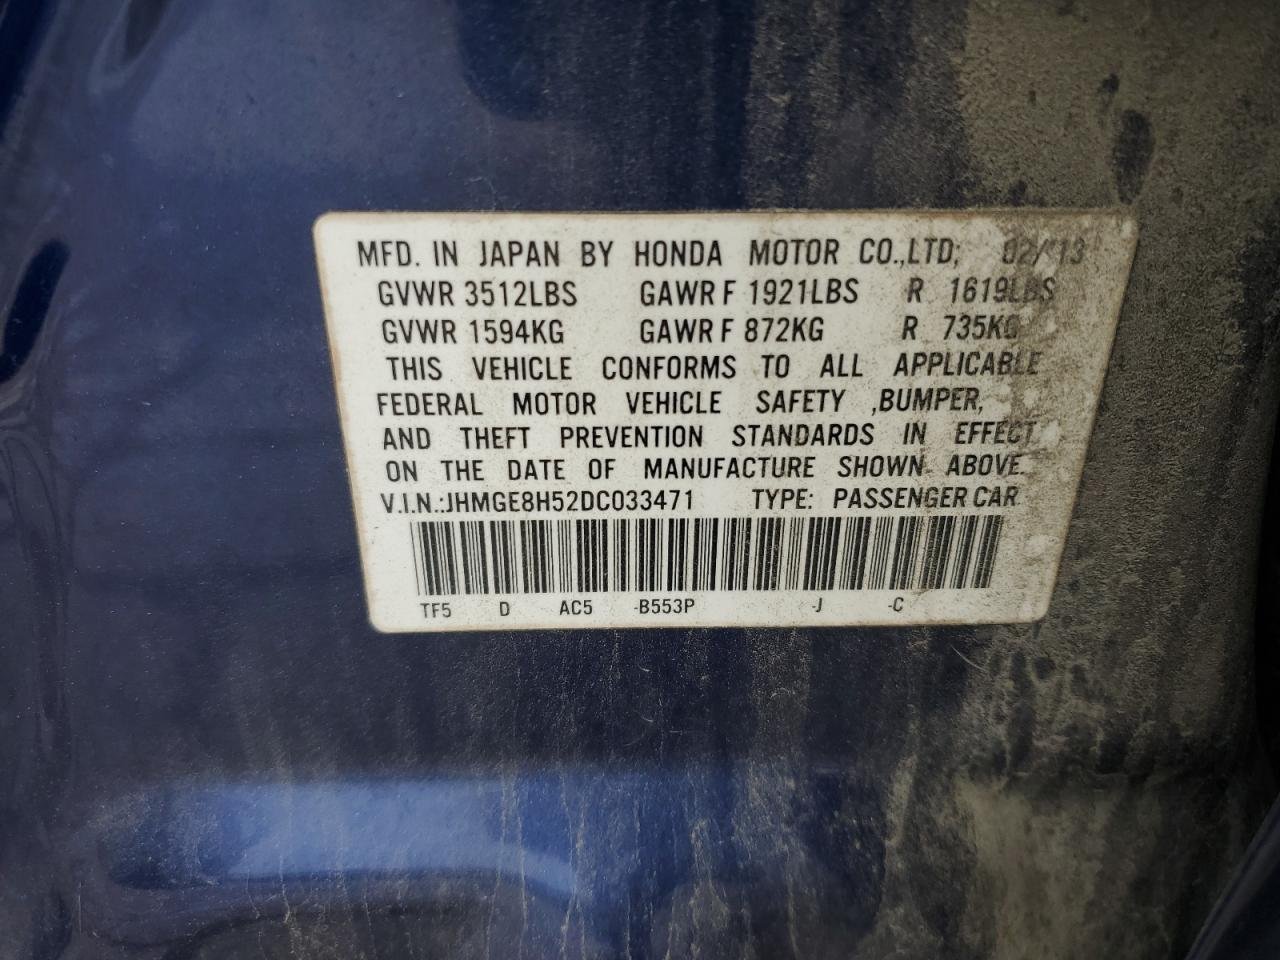 MFD. IN JAPAN BY HONDA MOTOR CO.,LTD; 02/'13
GVWR 3512LBS GAWR F 1921LBS R 1619LBS
GVWR 1594KG GAWR F 872KG R 735KG
THIS VEHICLE CONFORMS TO ALL APPLICABLE
FEDERAL MOTOR VEHICLE SAFETY ,BUMPER,
AND THEFT PREVENTION STANDARDS IN EFFECT
ON THE DATE OF MANUFACTURE SHOWN ABOVE.
V.I.N.:JHMGE8H52DC033471 TYPE: PASSENGER CAR
TF5 D AC5 -B553P -J -C